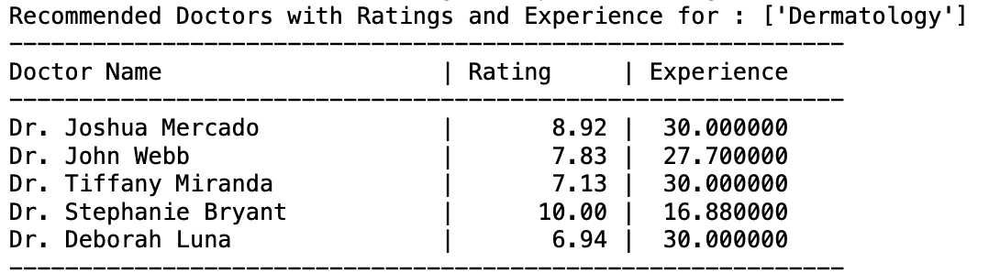 Recommended Doctors with Ratings and Experience for : ['Dermatology']
------------------------------------------------------------
Doctor Name                    | Rating     | Experience
------------------------------------------------------------
Dr. Joshua Mercado             |       8.92 |  30.000000
Dr. John Webb                  |       7.83 |  27.700000
Dr. Tiffany Miranda            |       7.13 |  30.000000
Dr. Stephanie Bryant           |      10.00 |  16.880000
Dr. Deborah Luna               |       6.94 |  30.000000
------------------------------------------------------------